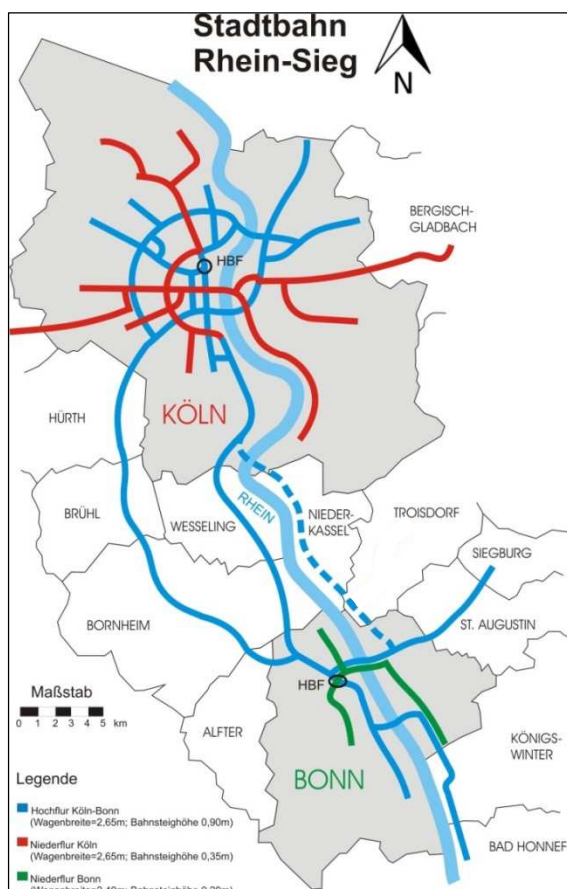 Stadtbahn
Rhein-Sieg
N
BERGISCH-
GLADBACH
HBF
KÖLN
HÜRTH
BRÜHL
WESSELING
RHEIN
NIEDER-
KASSEL
TROISDORF
SIEGBURG
BORNHEIM
ST. AUGUSTIN
HBF
Maßstab
0 1 2 3 4 5 km
ALFTER
KÖNIGS-
WINTER
BONN
BAD HONNEF
Legende
Hochflur Köln-Bonn
(Wagenbreite=2,65m; Bahnsteighöhe 0,90m)
Niederflur Köln
(Wagenbreite=2,65m; Bahnsteighöhe 0,35m)
Niederflur Bonn